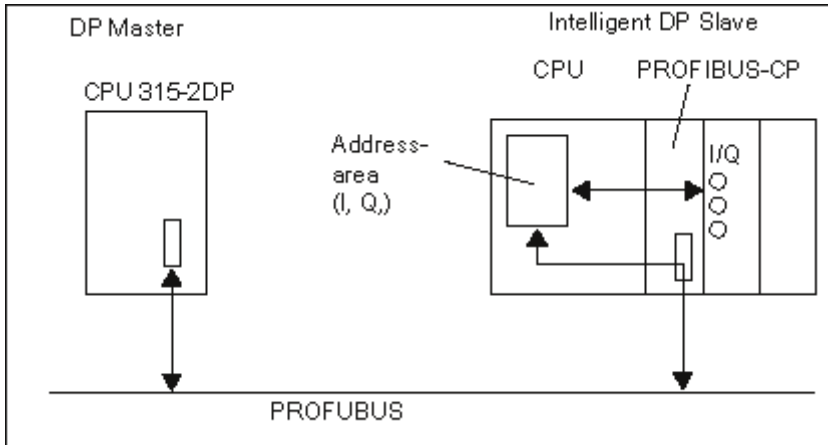 DP Master
Intelligent DP Slave
CPU
PROFIBUS-CP
CPU 315-2DP
Address-
area
(I, Q,)
I/Q
PROFUBUS